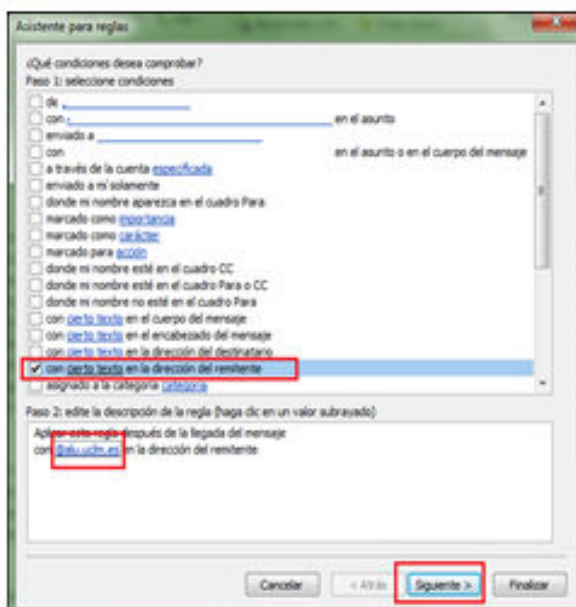 Asistente para reglas
¿Qué condiciones desea comprobar?
Paso 1: seleccione condiciones
de
con en el asunto
enviado a
con en el asunto o en el cuerpo del mensaje
a través de la cuenta especificada
enviado a mí solamente
donde mi nombre aparezca en el cuadro Para
marcado como importancia
marcado como carácter
marcado para acción
donde mi nombre esté en el cuadro CC
donde mi nombre esté en el cuadro Para o CC
donde mi nombre no esté en el cuadro Para
con cierto texto en el cuerpo del mensaje
con cierto texto en el encabezado del mensaje
con cierto texto en la dirección del destinatario
con cierto texto en la dirección del remitente
asignado a la categoría categoría
Paso 2: edite la descripción de la regla (haga clic en un valor subrayado)
Aplicar esta regla después de la llegada del mensaje
con @alu.uclm.es en la dirección del remitente
Cancelar
< Atrás
Siguiente >
Finalizar